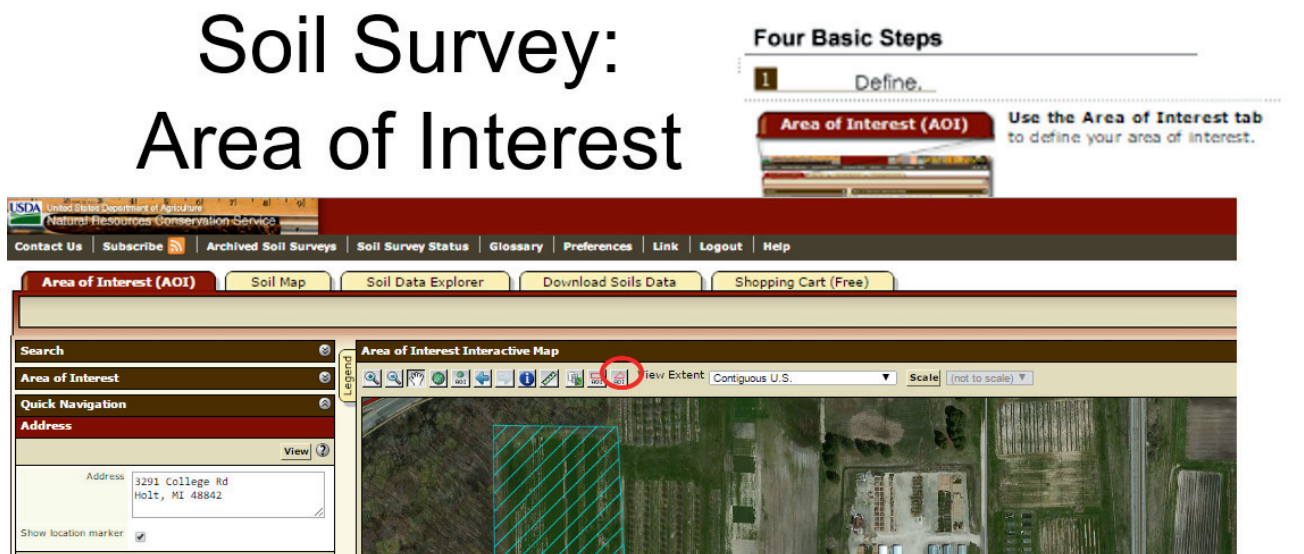 Soil Survey:
Area of Interest
Four Basic Steps
1 Define.
Area of Interest (AOI)
Use the Area of Interest tab
to define your area of interest.
USDA United States Department of Agriculture
Natural Resources Conservation Service
Contact Us | Subscribe | Archived Soil Surveys | Soil Survey Status | Glossary | Preferences | Link | Logout | Help
Area of Interest (AOI) Soil Map Soil Data Explorer Download Soils Data Shopping Cart (Free)
Search
Area of Interest
Quick Navigation
Address
View
Address 3291 College Rd
Holt, MI 48842
Show location marker
Legend
Area of Interest Interactive Map
AOI AOI AOI View Extent Contiguous U.S. Scale (not to scale)